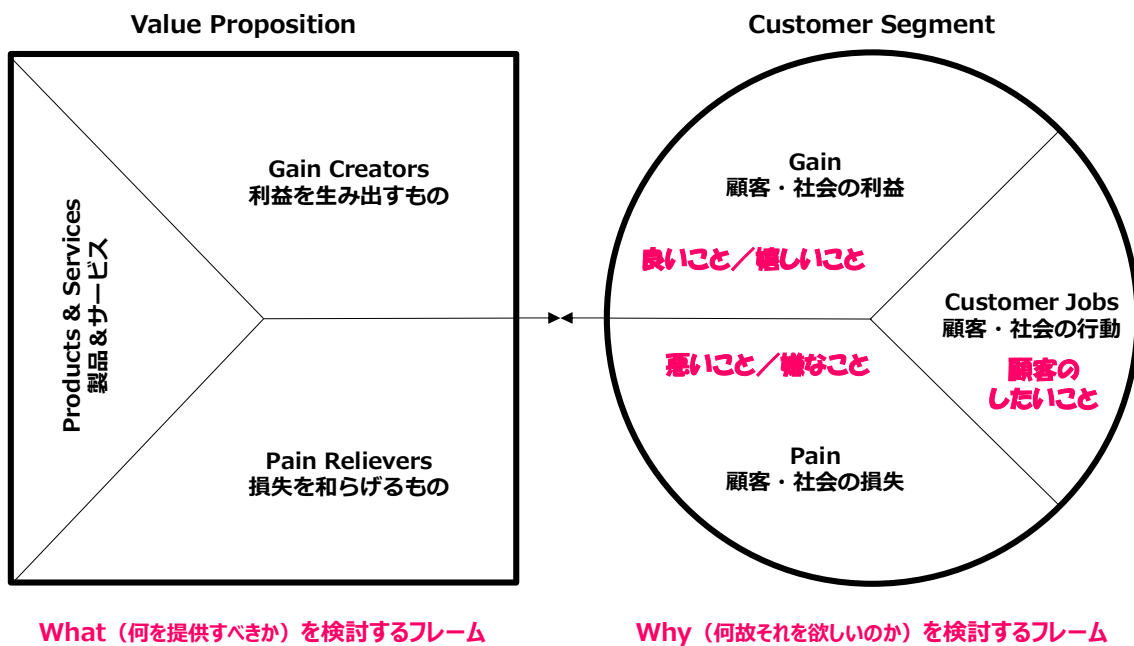 Value Proposition
Customer Segment
Gain Creators
利益を生み出すもの
Products & Services
製品＆サービス
Pain Relievers
損失を和らげるもの
Gain
顧客・社会の利益
良いこと／嬉しいこと
Customer Jobs
顧客・社会の行動
顧客の
したいこと
悪いこと／嫌なこと
Pain
顧客・社会の損失
What（何を提供すべきか）を検討するフレーム
Why（何故それを欲しいのか）を検討するフレーム